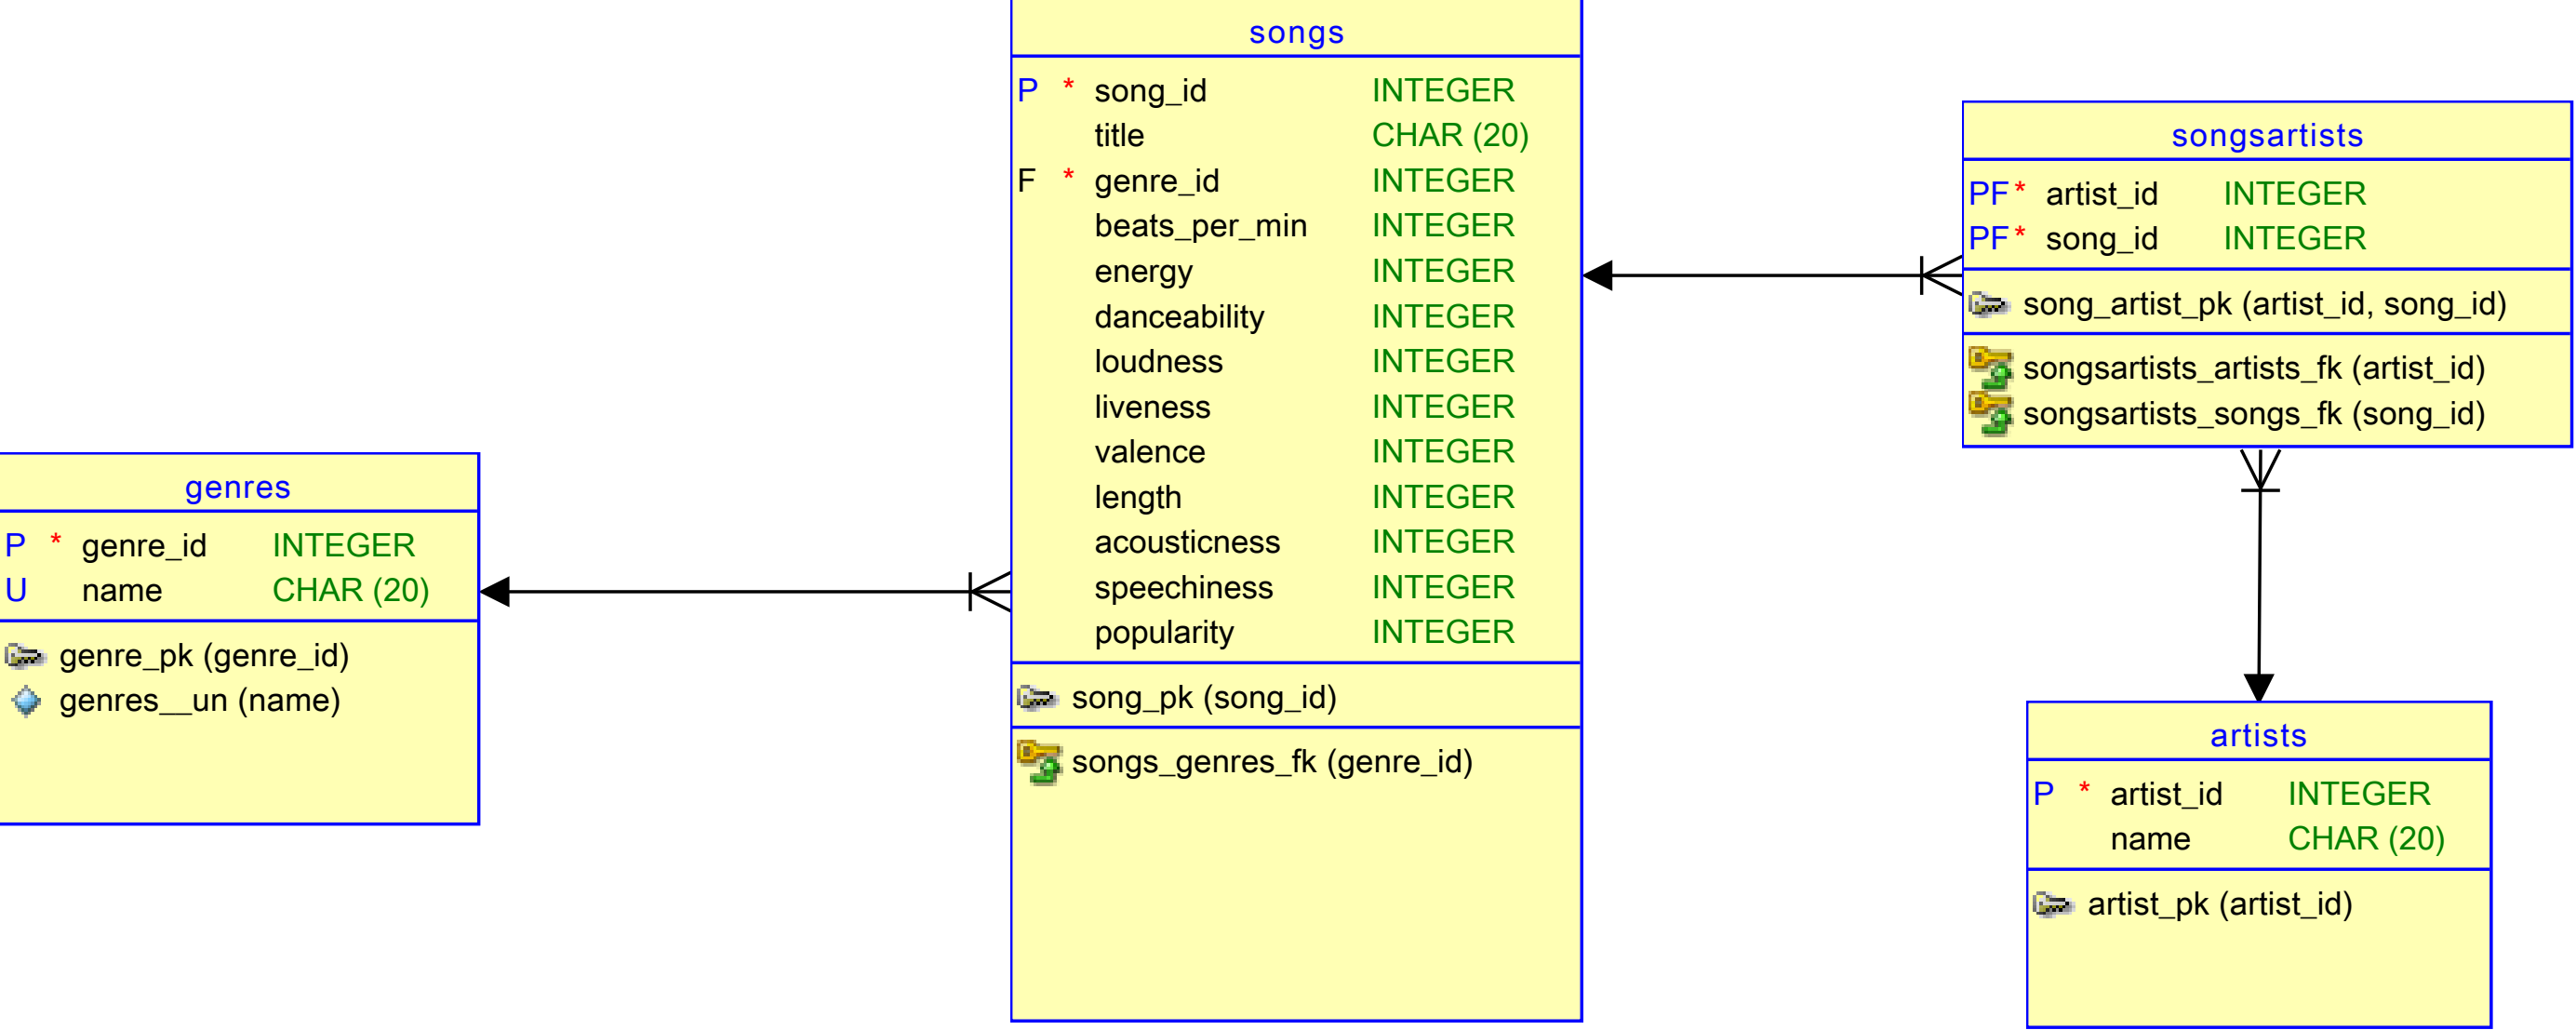 songs
P * song_id INTEGER
title CHAR (20)
F * genre_id INTEGER
beats_per_min INTEGER
energy INTEGER
danceability INTEGER
loudness INTEGER
liveness INTEGER
valence INTEGER
length INTEGER
acousticness INTEGER
speechiness INTEGER
popularity INTEGER
song_pk (song_id)
songs_genres_fk (genre_id)
songsartists
PF * artist_id INTEGER
PF * song_id INTEGER
song_artist_pk (artist_id, song_id)
songsartists_artists_fk (artist_id)
songsartists_songs_fk (song_id)
genres
P * genre_id INTEGER
U name CHAR (20)
genre_pk (genre_id)
genres__un (name)
artists
P * artist_id INTEGER
name CHAR (20)
artist_pk (artist_id)